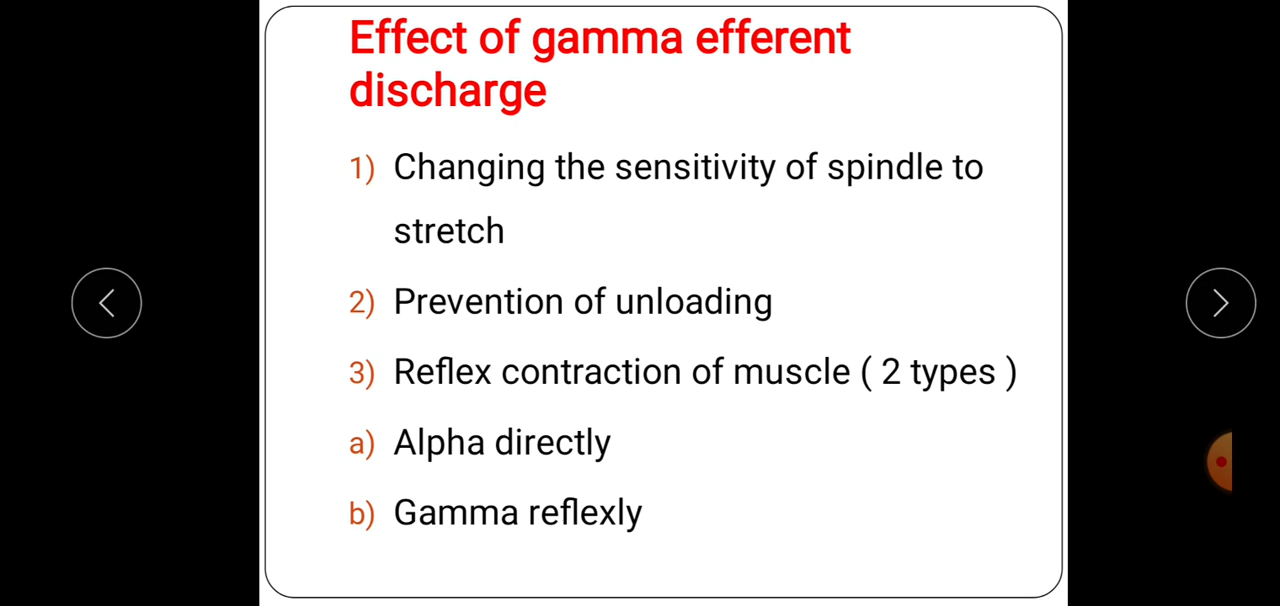 Effect of gamma efferent
discharge
1) Changing the sensitivity of spindle to
stretch
2) Prevention of unloading
3) Reflex contraction of muscle ( 2 types )
a) Alpha directly
b) Gamma reflexly